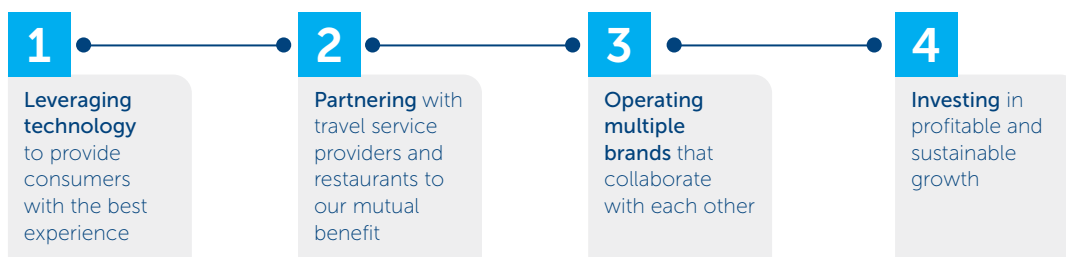 1
Leveraging
technology
to provide
consumers
with the best
experience
2
Partnering with
travel service
providers and
restaurants to
our mutual
benefit
3
Operating
multiple
brands that
collaborate
with each other
4
Investing in
profitable and
sustainable
growth